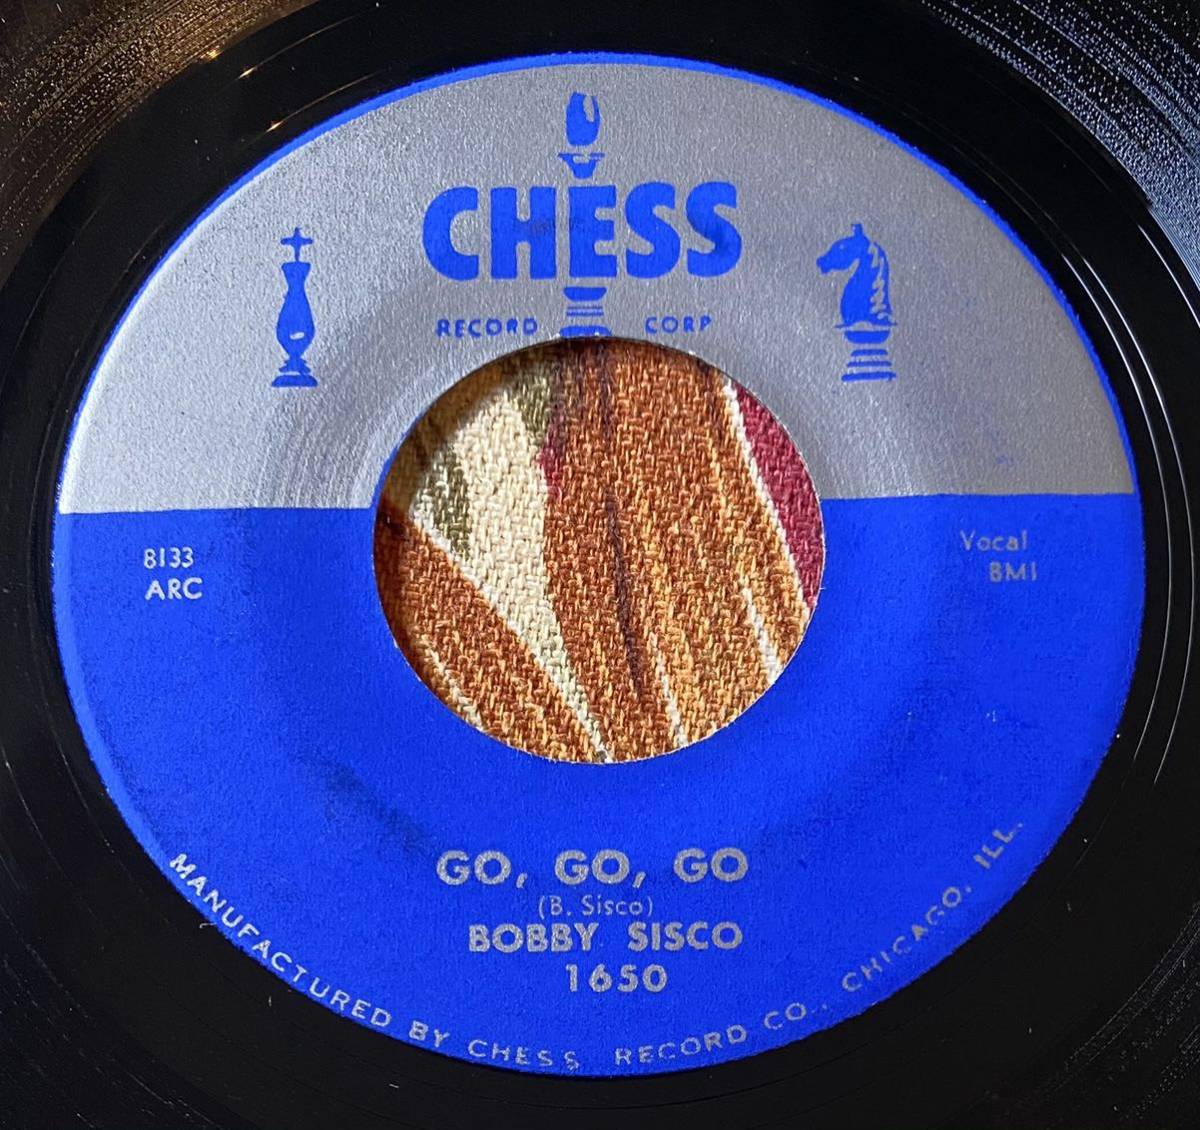 CHESS
RECORD CORP
8133
ARC
Vocal
BMI
GO, GO, GO
(B. Sisco)
BOBBY SISCO
1650
MANUFACTURED BY CHESS RECORD CO., CHICAGO, ILL.